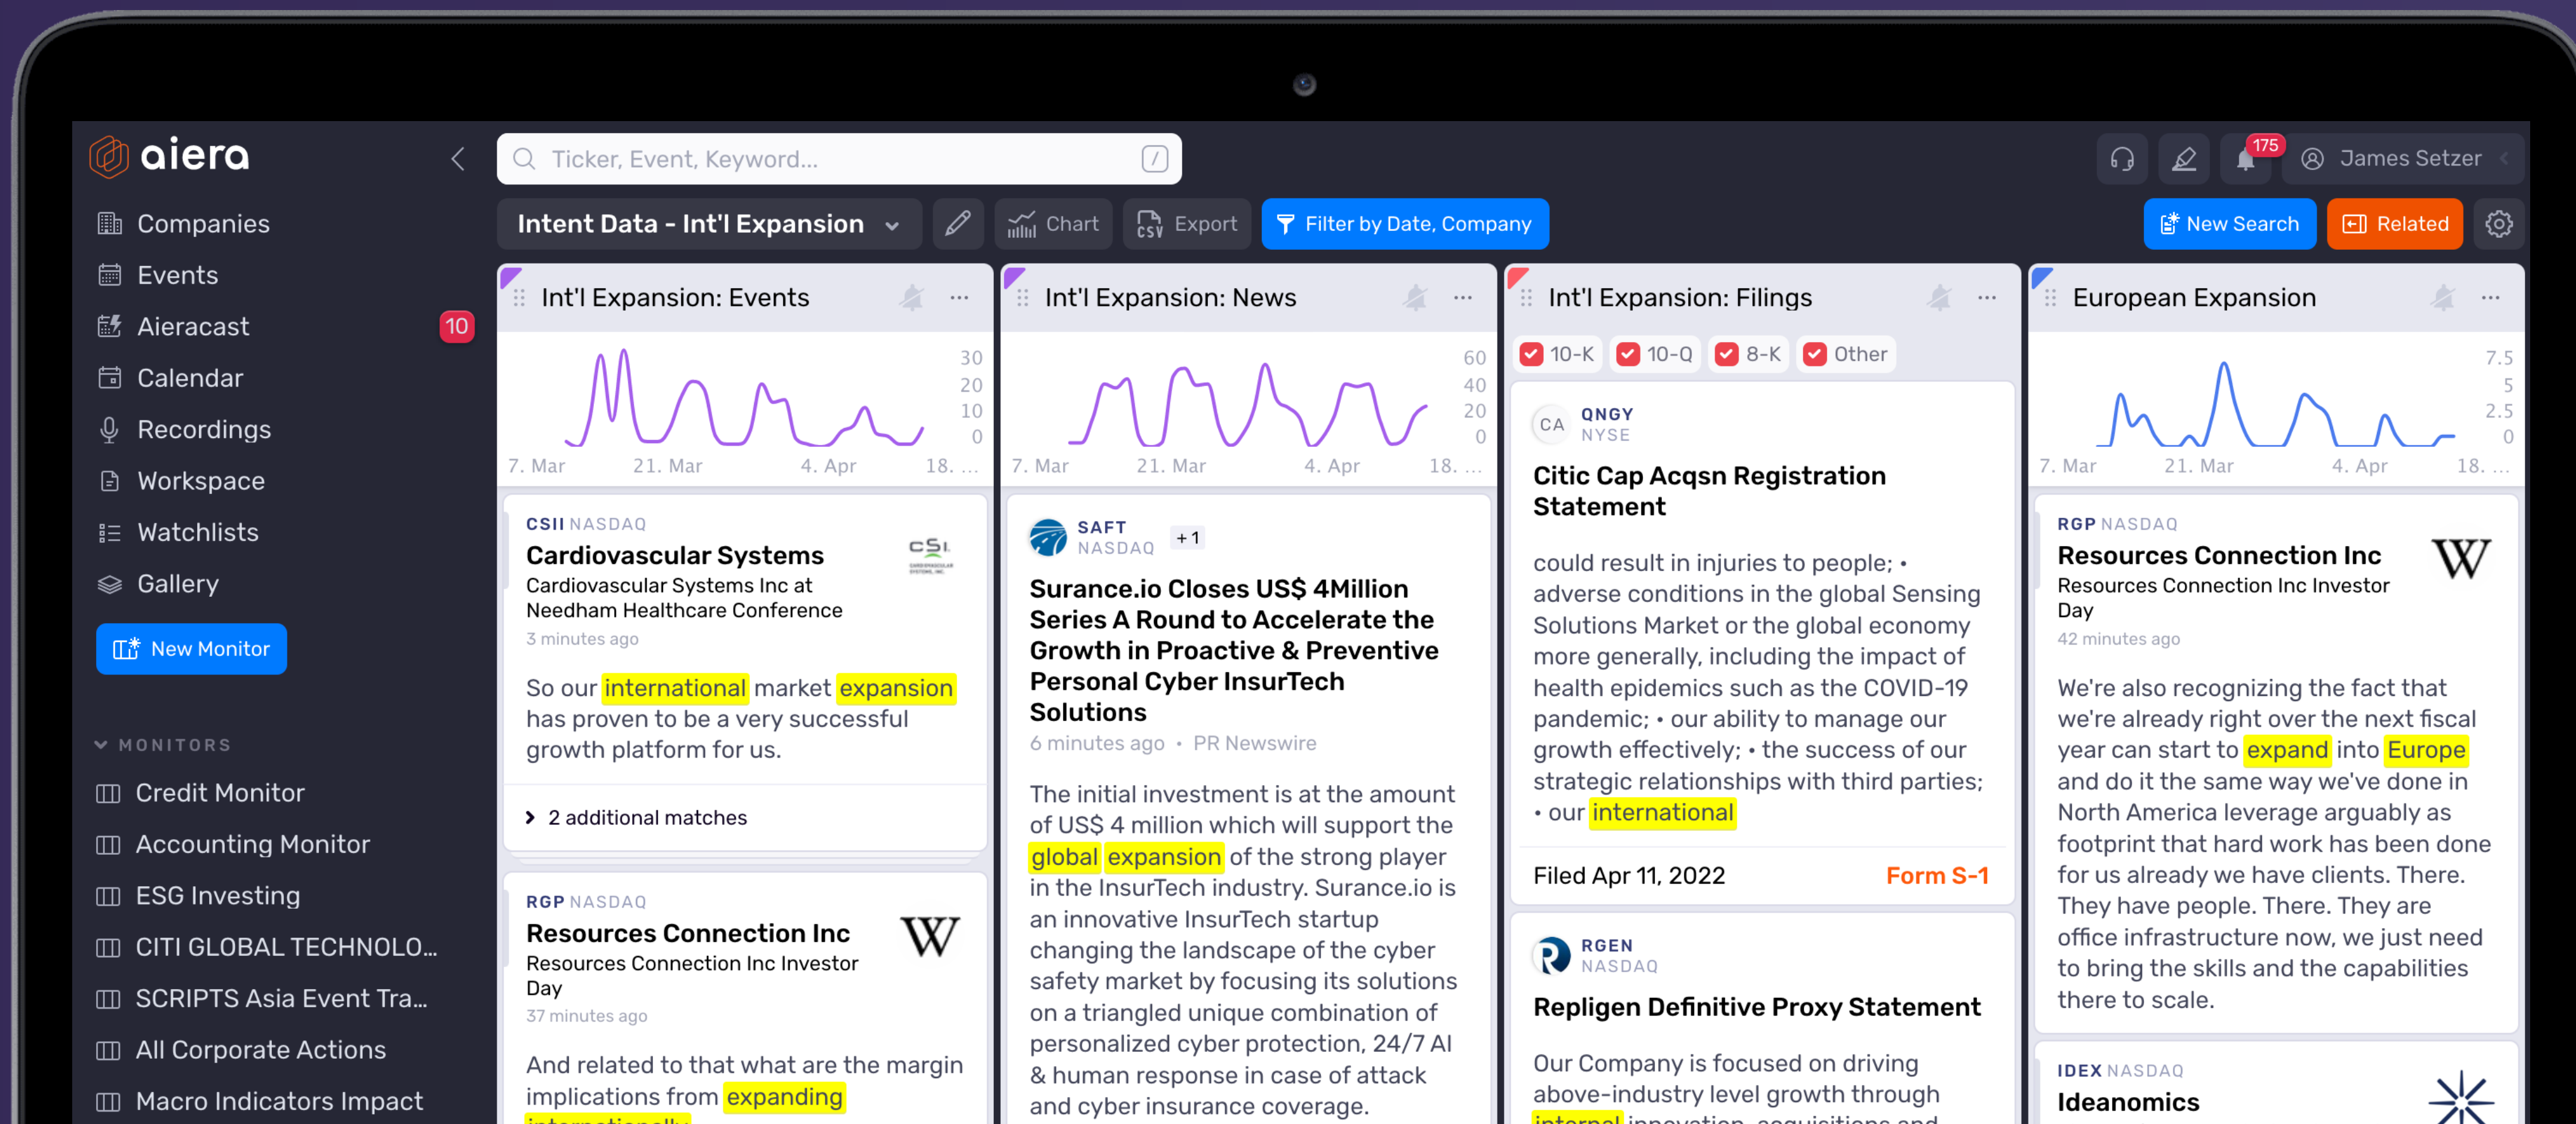 aiera
Ticker, Event, Keyword...
/
175
James Setzer
Companies
Events
Aieracast
10
Calendar
Recordings
Workspace
Watchlists
Gallery
New Monitor
MONITORS
Credit Monitor
Accounting Monitor
ESG Investing
CITI GLOBAL TECHNOLO...
SCRIPTS Asia Event Tra...
All Corporate Actions
Macro Indicators Impact
Intent Data - Int'l Expansion
Chart
CSV
Export
Filter by Date, Company
New Search
Related
Int'l Expansion: Events
30
20
10
0
7. Mar
21. Mar
4. Apr
18. ...
CSII NASDAQ
Cardiovascular Systems
CSI.
CARDIOVASCULAR
SYSTEMS, INC.
Cardiovascular Systems Inc at
Needham Healthcare Conference
3 minutes ago
So our international market expansion
has proven to be a very successful
growth platform for us.
2 additional matches
RGP NASDAQ
Resources Connection Inc
W
Resources Connection Inc Investor
Day
37 minutes ago
And related to that what are the margin
implications from expanding
internationally
Int'l Expansion: News
60
40
20
0
7. Mar
21. Mar
4. Apr
18. ...
SAFT
NASDAQ
+1
Surance.io Closes US$ 4Million
Series A Round to Accelerate the
Growth in Proactive & Preventive
Personal Cyber InsurTech
Solutions
6 minutes ago • PR Newswire
The initial investment is at the amount
of US$ 4 million which will support the
global expansion of the strong player
in the InsurTech industry. Surance.io is
an innovative InsurTech startup
changing the landscape of the cyber
safety market by focusing its solutions
on a triangled unique combination of
personalized cyber protection, 24/7 AI
& human response in case of attack
and cyber insurance coverage.
Int'l Expansion: Filings
10-K
10-Q
8-K
Other
CA
QNGY
NYSE
Citic Cap Acqsn Registration
Statement
could result in injuries to people; •
adverse conditions in the global Sensing
Solutions Market or the global economy
more generally, including the impact of
health epidemics such as the COVID-19
pandemic; • our ability to manage our
growth effectively; • the success of our
strategic relationships with third parties;
• our international
Filed Apr 11, 2022
Form S-1
R
RGEN
NASDAQ
Repligen Definitive Proxy Statement
Our Company is focused on driving
above-industry level growth through
internal innovation, acquisitions and
European Expansion
7.5
5
2.5
0
7. Mar
21. Mar
4. Apr
18. ...
RGP NASDAQ
Resources Connection Inc
W
Resources Connection Inc Investor
Day
42 minutes ago
We're also recognizing the fact that
we're already right over the next fiscal
year can start to expand into Europe
and do it the same way we've done in
North America leverage arguably as
footprint that hard work has been done
for us already we have clients. There.
They have people. There. They are
office infrastructure now, we just need
to bring the skills and the capabilities
there to scale.
IDEX NASDAQ
Ideanomics